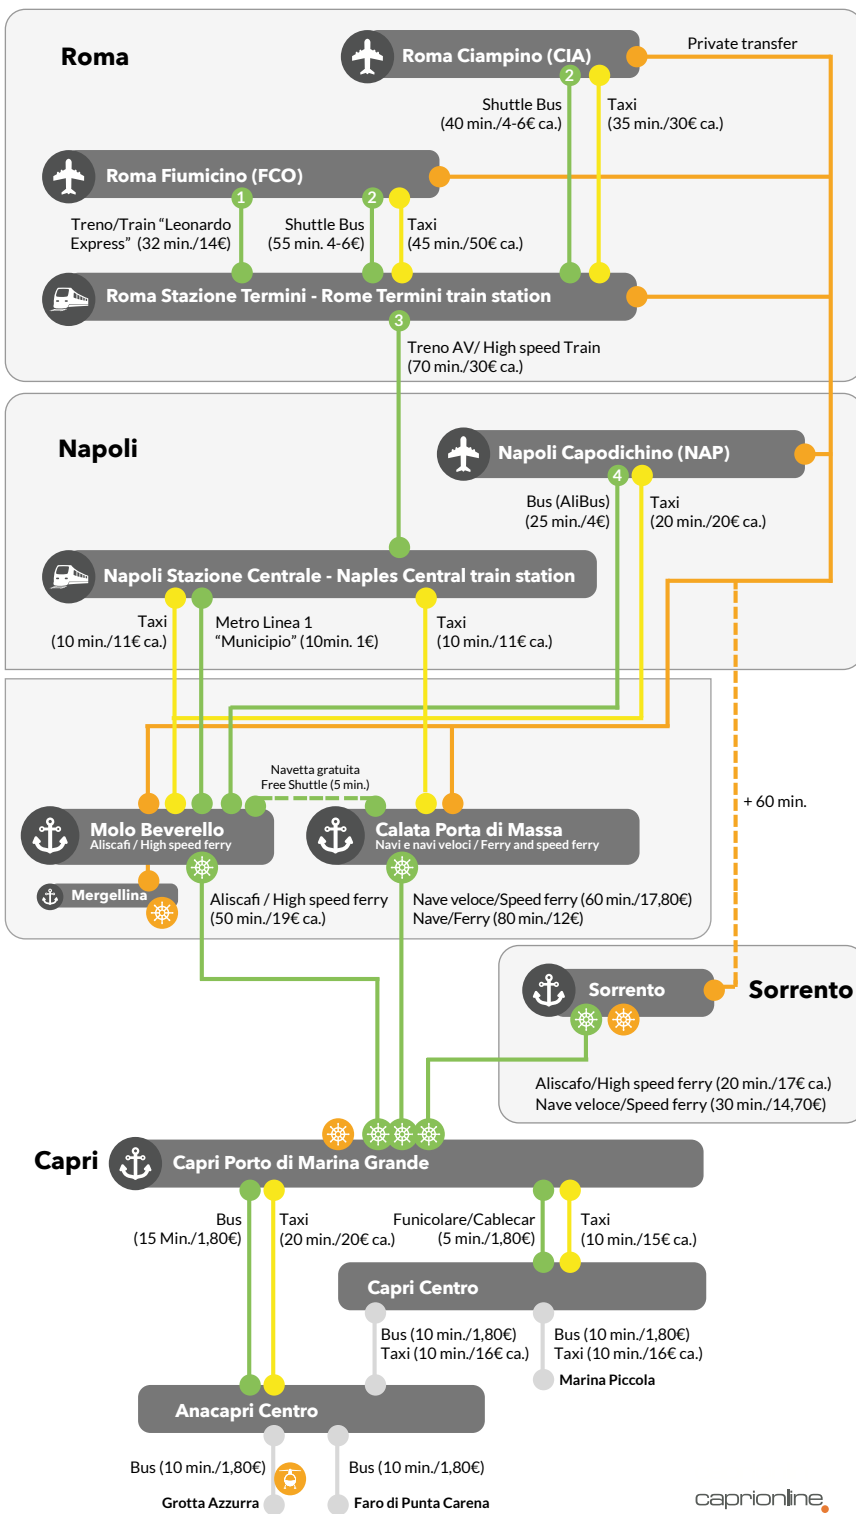 Roma
Roma Ciampino (CIA)
Private transfer
2
Shuttle Bus
(40 min./4-6€ ca.)
Taxi
(35 min./30€ ca.)
Roma Fiumicino (FCO)
1
2
Treno/Train “Leonardo
Express” (32 min./14€)
Shuttle Bus
(55 min. 4-6€)
Taxi
(45 min./50€ ca.)
Roma Stazione Termini - Rome Termini train station
3
Treno AV/ High speed Train
(70 min./30€ ca.)
Napoli
Napoli Capodichino (NAP)
4
Bus (AliBus)
(25 min./4€)
Taxi
(20 min./20€ ca.)
Napoli Stazione Centrale - Naples Central train station
Taxi
(10 min./11€ ca.)
Metro Linea 1
“Municipio” (10min. 1€)
Taxi
(10 min./11€ ca.)
Navetta gratuita
Free Shuttle (5 min.)
+ 60 min.
Molo Beverello
Aliscafi / High speed ferry
Calata Porta di Massa
Navi e navi veloci / Ferry and speed ferry
Mergellina
Aliscafi / High speed ferry
(50 min./19€ ca.)
Nave veloce/Speed ferry (60 min./17,80€)
Nave/Ferry (80 min./12€)
Sorrento
Sorrento
Aliscafo/High speed ferry (20 min./17€ ca.)
Nave veloce/Speed ferry (30 min./14,70€)
Capri
Capri Porto di Marina Grande
Bus
(15 Min./1,80€)
Taxi
(20 min./20€ ca.)
Funicolare/Cablecar
(5 min./1,80€)
Taxi
(10 min./15€ ca.)
Capri Centro
Bus (10 min./1,80€)
Taxi (10 min./16€ ca.)
Bus (10 min./1,80€)
Taxi (10 min./16€ ca.)
Marina Piccola
Anacapri Centro
Bus (10 min./1,80€)
Bus (10 min./1,80€)
Grotta Azzurra
Faro di Punta Carena
caprionline